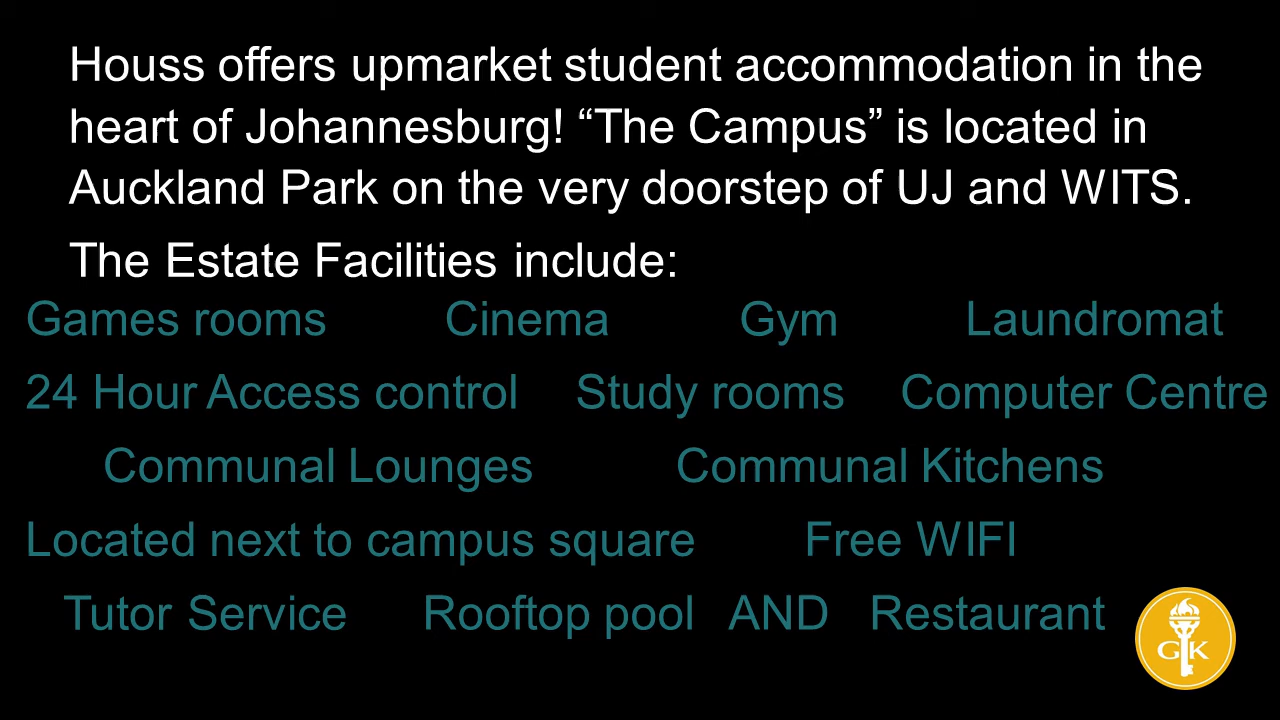 Houss offers upmarket student accommodation in the
heart of Johannesburg! “The Campus” is located in
Auckland Park on the very doorstep of UJ and WITS.
The Estate Facilities include:
Games rooms Cinema Gym Laundromat
24 Hour Access control Study rooms Computer Centre
Communal Lounges Communal Kitchens
Located next to campus square Free WIFI
Tutor Service Rooftop pool AND Restaurant
G K